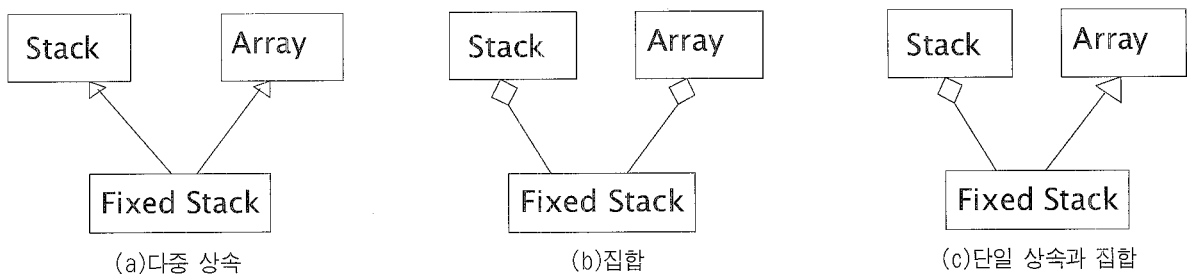 Stack
Array
Fixed Stack
(a)다중 상속
Stack
Array
Fixed Stack
(b)집합
Stack
Array
Fixed Stack
(c)단일 상속과 집합